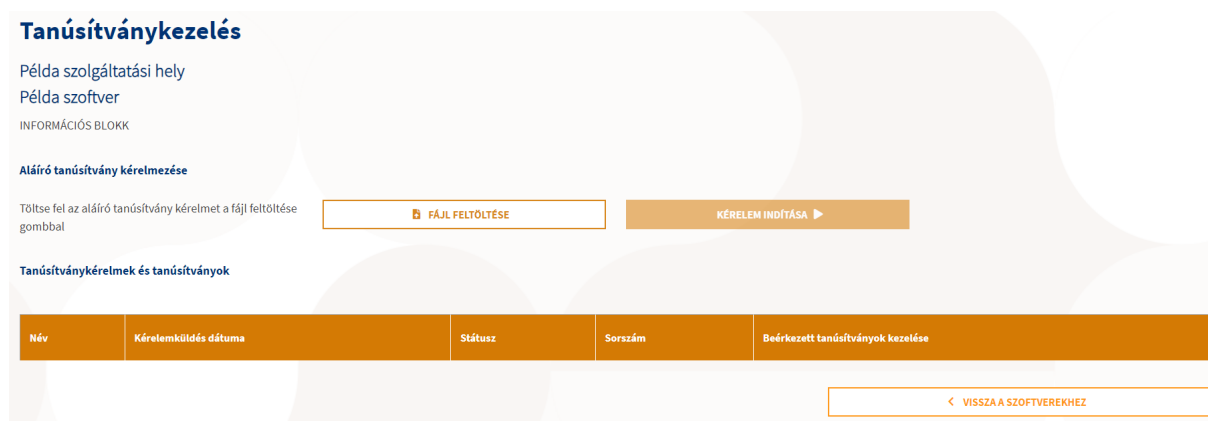 Tanúsítványkezelés
Példa szolgáltatási hely
Példa szoftver
INFORMÁCIÓS BLOKK
Aláíró tanúsítvány kérelmezése
Töltse fel az aláíró tanúsítvány kérelmet a fájl feltöltése
gombbal
FÁJL FELTÖLTÉSE
KÉRELEM INDÍTÁSA
Tanúsítványkérelmek és tanúsítványok
Név Kérelemküldés dátuma Státusz Sorszám Beérkezett tanúsítványok kezelése
VISSZA A SZOFTVEREKHEZ